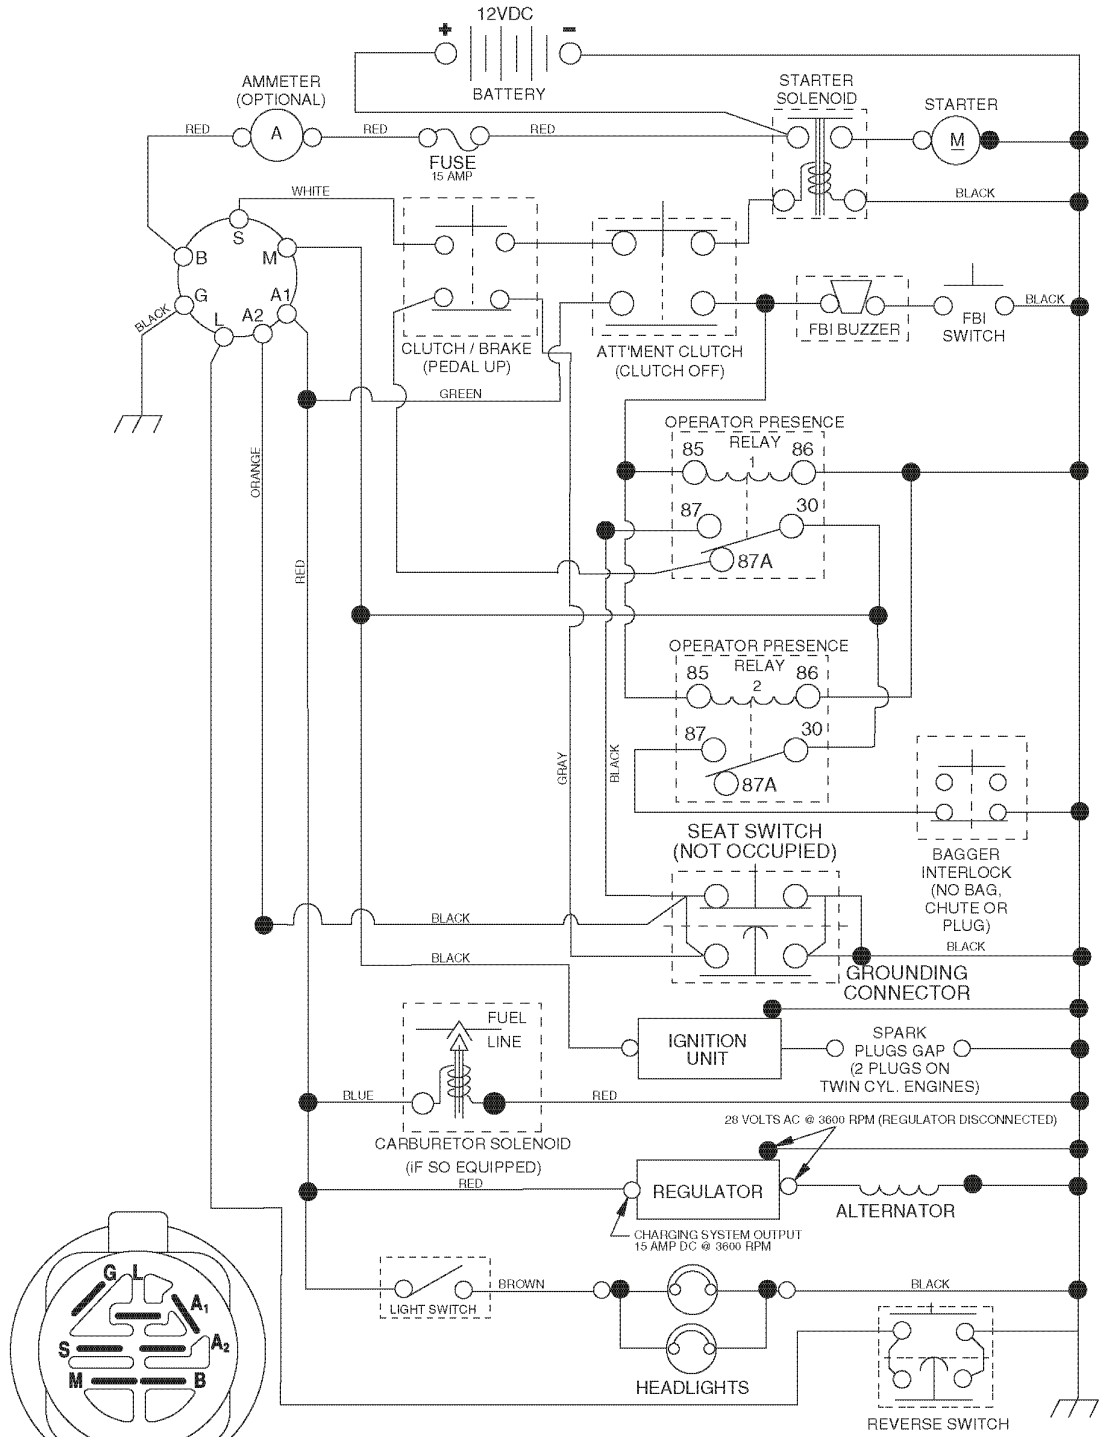 12VDC
+
-
BATTERY
AMMETER
(OPTIONAL)
A
RED
RED
FUSE
15 AMP
RED
STARTER
SOLENOID
STARTER
M
BLACK
WHITE
S
B
M
G
A1
A2
L
BLACK
CLUTCH / BRAKE
(PEDAL UP)
ATT'MENT CLUTCH
(CLUTCH OFF)
FBI BUZZER
FBI
SWITCH
BLACK
GREEN
ORANGE
RED
OPERATOR PRESENCE
RELAY
1
85
86
87
30
87A
OPERATOR PRESENCE
RELAY
2
85
86
87
30
87A
GRAY
BLACK
BAGGER
INTERLOCK
(NO BAG,
CHUTE OR
PLUG)
SEAT SWITCH
(NOT OCCUPIED)
BLACK
BLACK
BLACK
GROUNDING
CONNECTOR
FUEL
LINE
IGNITION
UNIT
SPARK
PLUGS GAP
(2 PLUGS ON
TWIN CYL. ENGINES)
BLUE
RED
CARBURETOR SOLENOID
(iF SO EQUIPPED)
28 VOLTS AC @ 3600 RPM (REGULATOR DISCONNECTED)
RED
REGULATOR
ALTERNATOR
CHARGING SYSTEM OUTPUT
15 AMP DC @ 3600 RPM
LIGHT SWITCH
BROWN
BLACK
HEADLIGHTS
REVERSE SWITCH
G
L
A1
A2
S
M
B